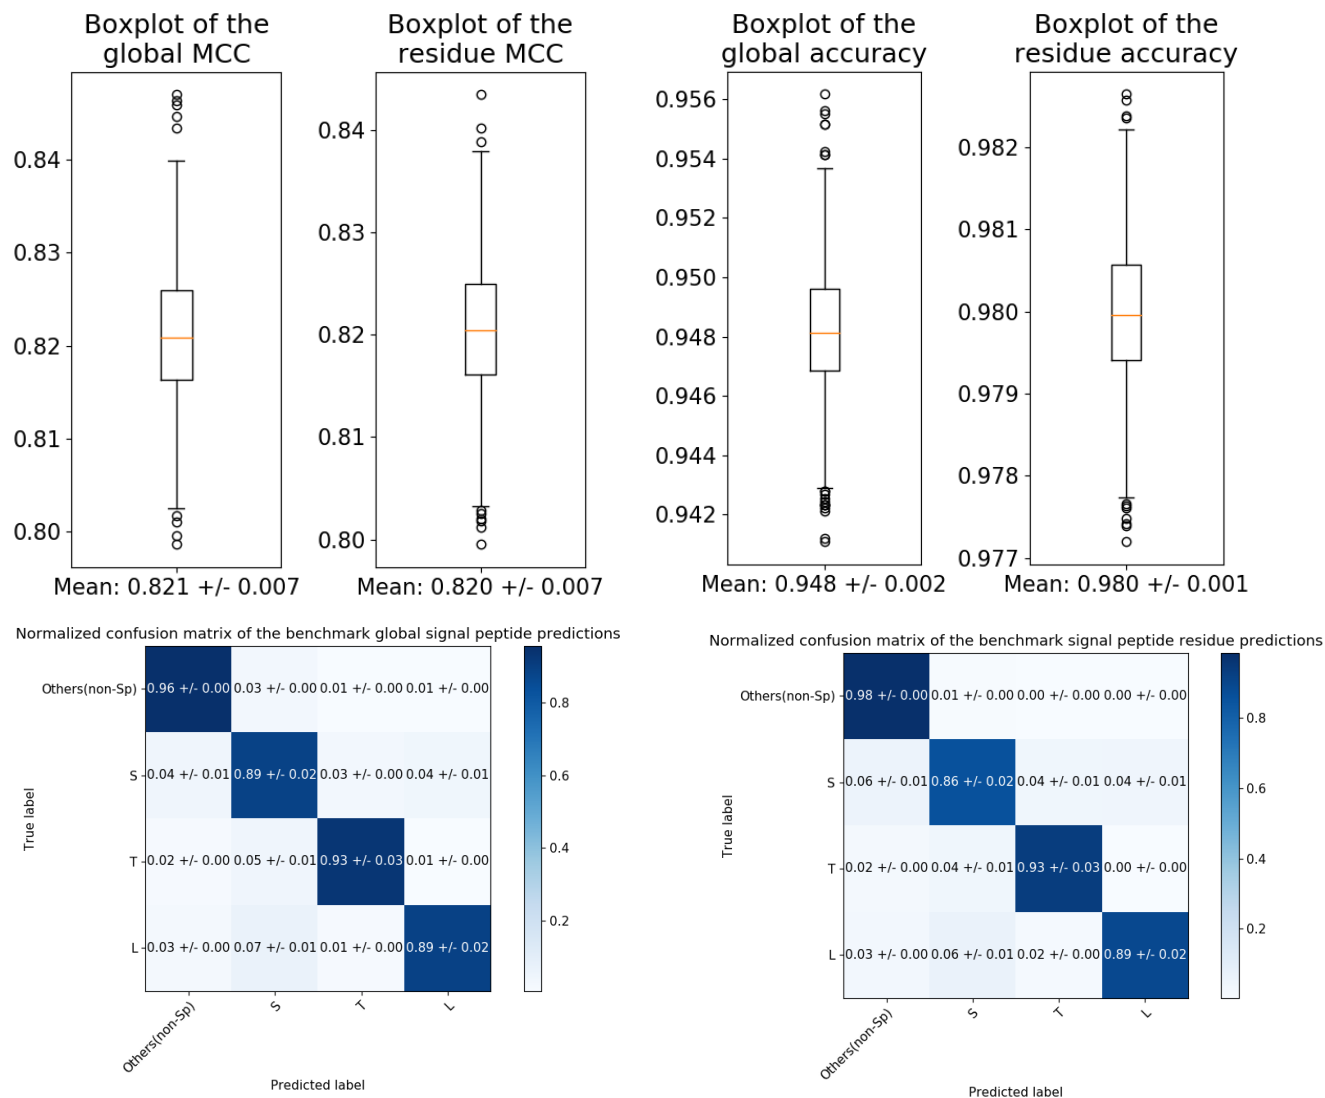 Boxplot of the
global MCC
0.84
0.83
0.82
0.81
0.80
Mean: 0.821 +/- 0.007
Boxplot of the
residue MCC
0.84
0.83
0.82
0.81
0.80
Mean: 0.820 +/- 0.007
Boxplot of the
global accuracy
0.956
0.954
0.952
0.950
0.948
0.946
0.944
0.942
Mean: 0.948 +/- 0.002
Boxplot of the
residue accuracy
0.982
0.981
0.980
0.979
0.978
0.977
Mean: 0.980 +/- 0.001
Normalized confusion matrix of the benchmark global signal peptide predictions
True label
Others(non-Sp) 0.96 +/- 0.00 0.03 +/- 0.00 0.01 +/- 0.00 0.01 +/- 0.00
S 0.04 +/- 0.01 0.89 +/- 0.02 0.03 +/- 0.00 0.04 +/- 0.01
T 0.02 +/- 0.00 0.05 +/- 0.01 0.93 +/- 0.03 0.01 +/- 0.00
L 0.03 +/- 0.00 0.07 +/- 0.01 0.01 +/- 0.00 0.89 +/- 0.02
Others(non-Sp) S T L
Predicted label
0.8
0.6
0.4
0.2
Normalized confusion matrix of the benchmark signal peptide residue predictions
True label
Others(non-Sp) 0.98 +/- 0.00 0.01 +/- 0.00 0.00 +/- 0.00 0.00 +/- 0.00
S 0.06 +/- 0.01 0.86 +/- 0.02 0.04 +/- 0.01 0.04 +/- 0.01
T 0.02 +/- 0.00 0.04 +/- 0.01 0.93 +/- 0.03 0.00 +/- 0.00
L 0.03 +/- 0.00 0.06 +/- 0.01 0.02 +/- 0.00 0.89 +/- 0.02
Others(non-Sp) S T L
Predicted label
0.8
0.6
0.4
0.2